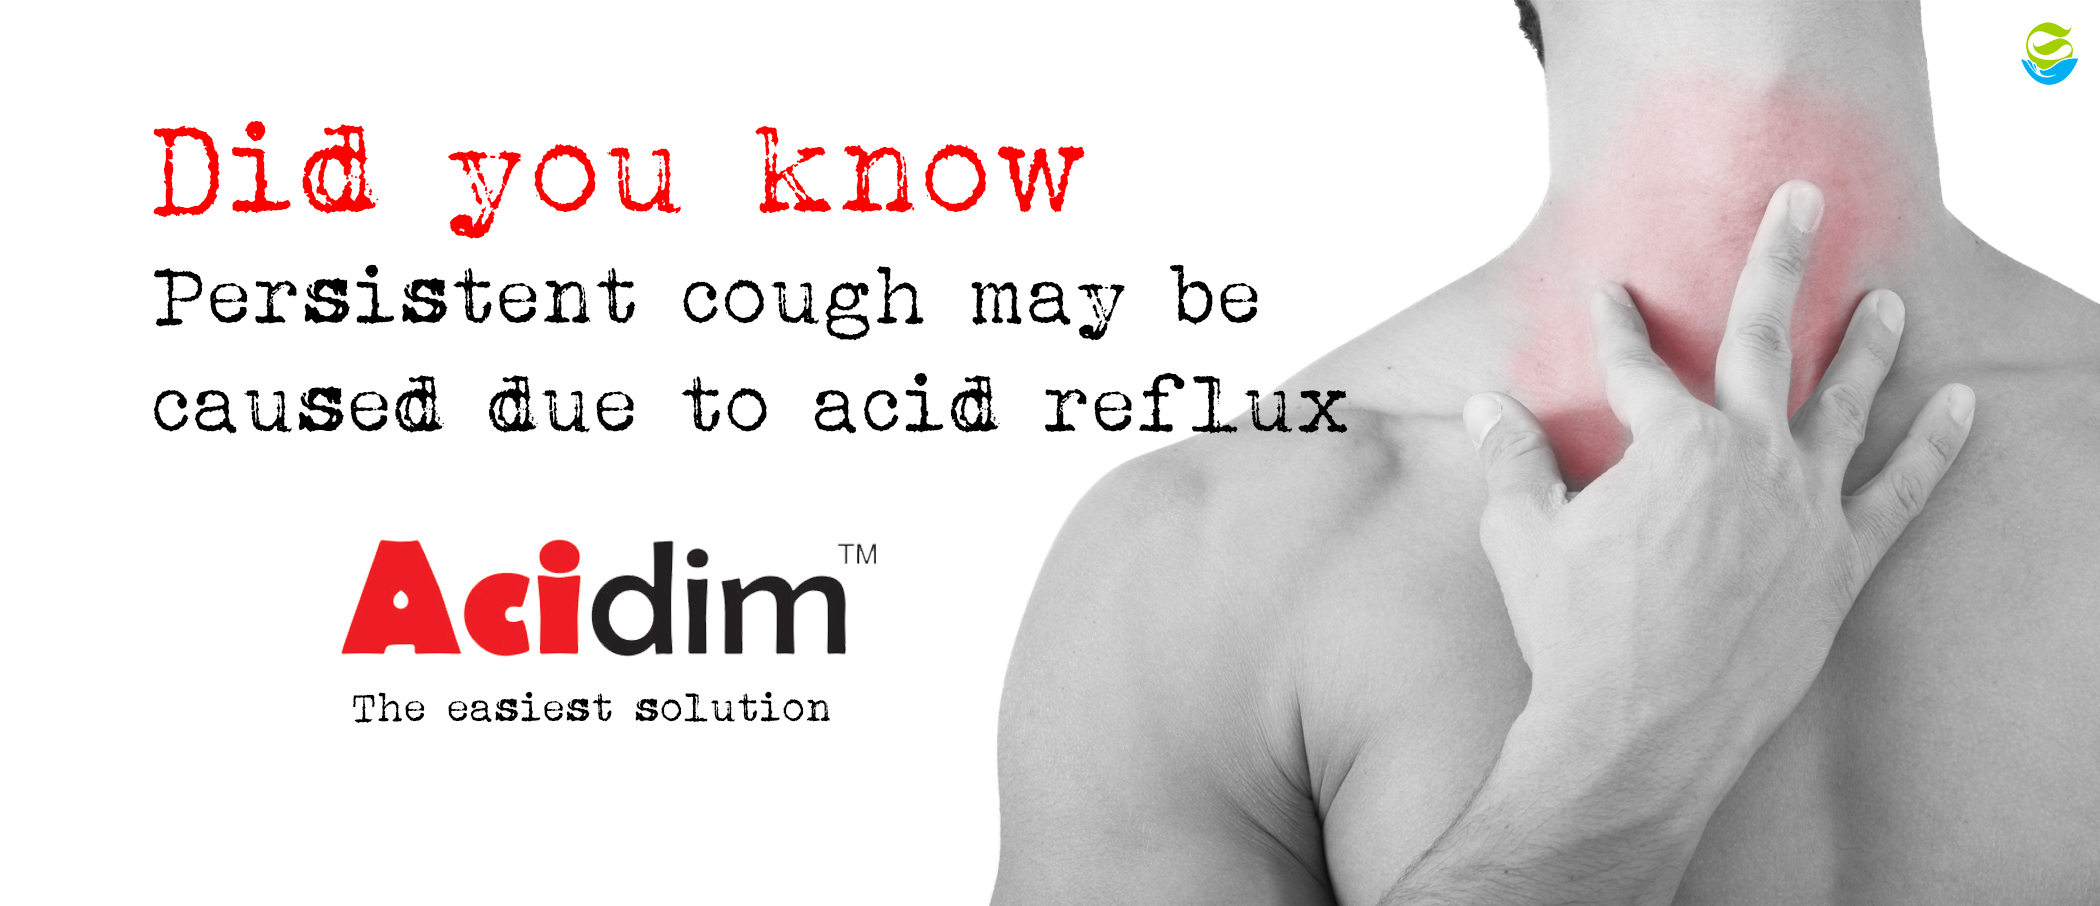 Did you know
Persistent cough may be
caused due to acid reflux
Acidim™
The easiest solution